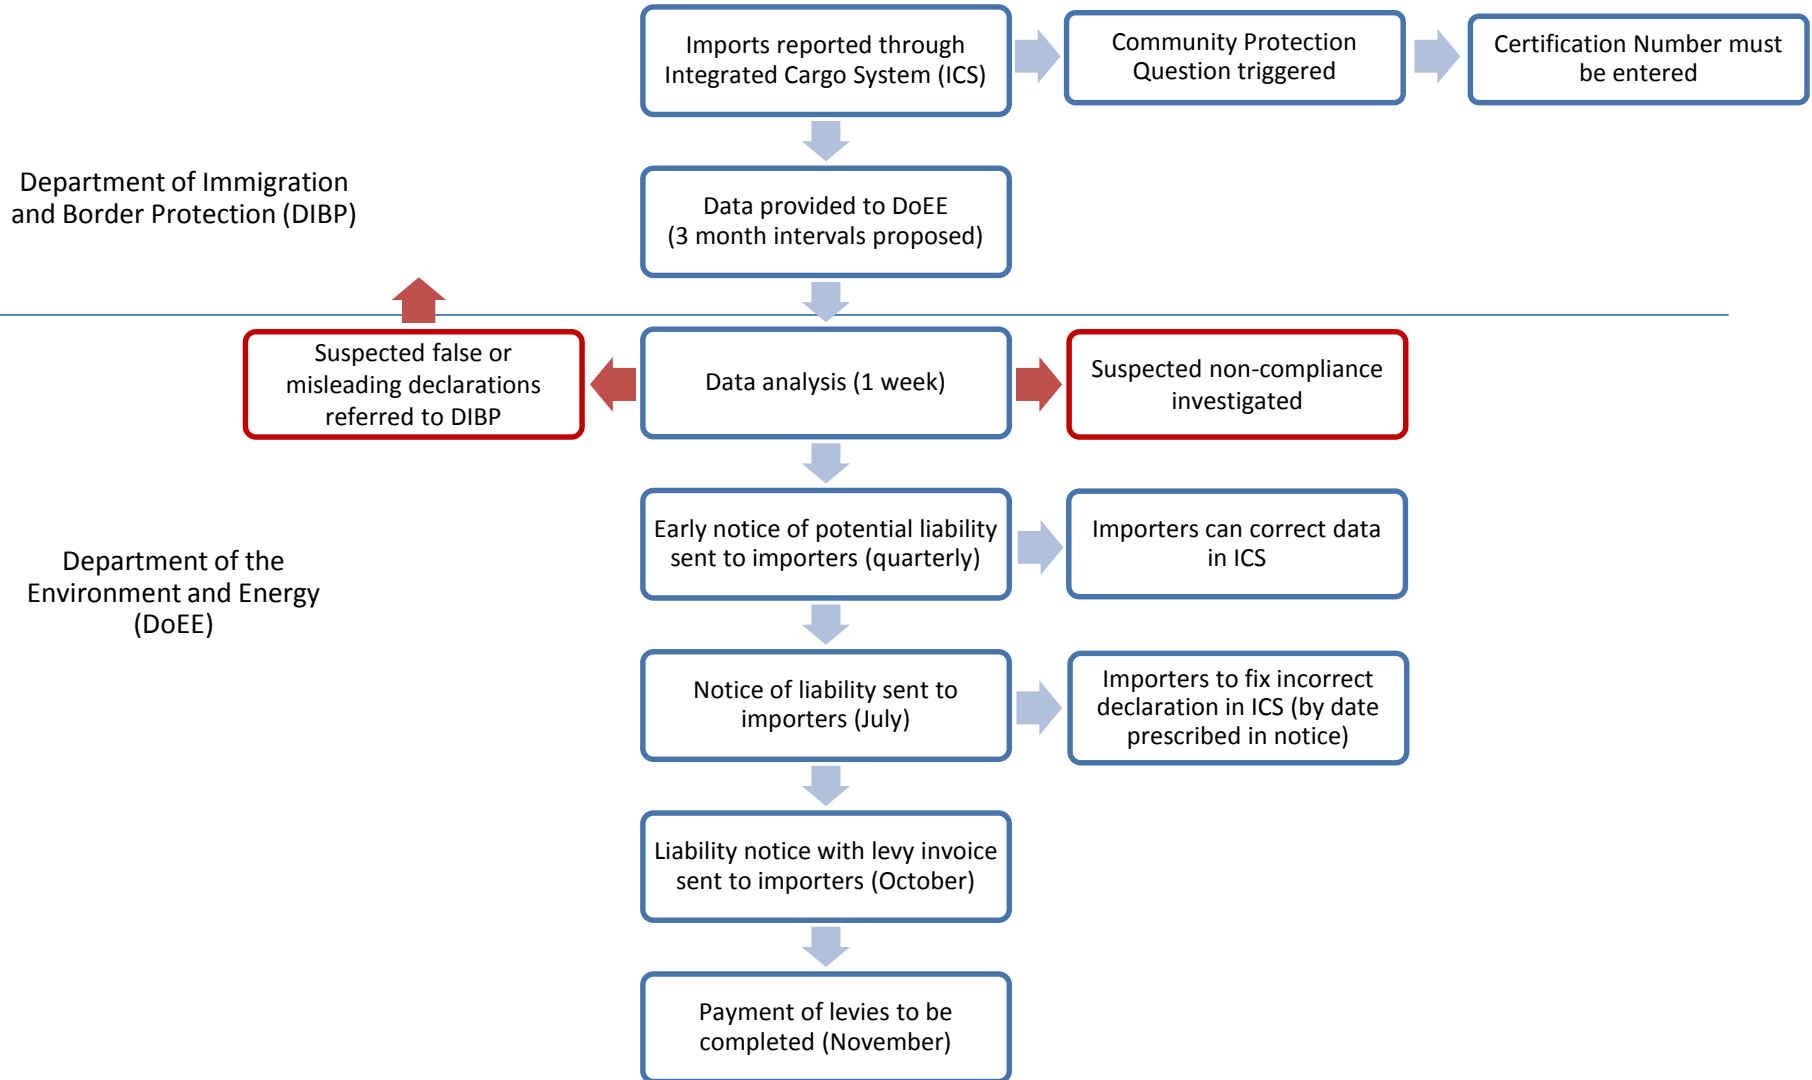 Imports reported through
Integrated Cargo System (ICS)
Community Protection
Question triggered
Certification Number must
be entered
Department of Immigration
and Border Protection (DIBP)
Data provided to DoEE
(3 month intervals proposed)
Suspected false or
misleading declarations
referred to DIBP
Data analysis (1 week)
Suspected non-compliance
investigated
Early notice of potential liability
sent to importers (quarterly)
Importers can correct data
in ICS
Department of the
Environment and Energy
(DoEE)
Notice of liability sent to
importers (July)
Importers to fix incorrect
declaration in ICS (by date
prescribed in notice)
Liability notice with levy invoice
sent to importers (October)
Payment of levies to be
completed (November)